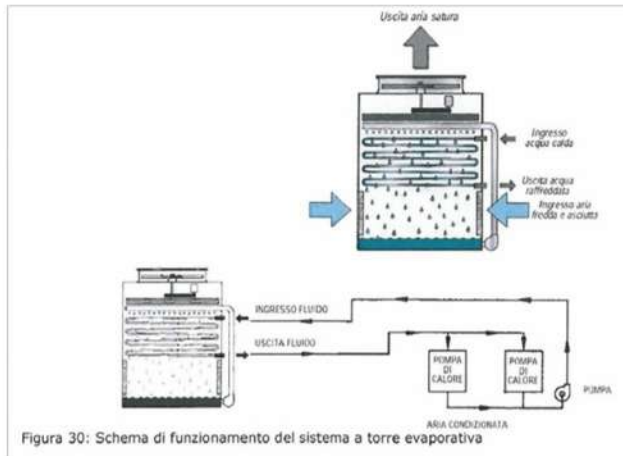 Uscita aria satura
Ingresso
acqua calda
Uscita acqua
raffreddata
Ingresso aria
fredda e asciutta
INGRESSO FLUIDO
USCITA FLUIDO
POMPA
DI
CALORE
POMPA
DI
CALORE
POMPA
ARIA CONDIZIONATA
Figura 30: Schema di funzionamento del sistema a torre evaporativa